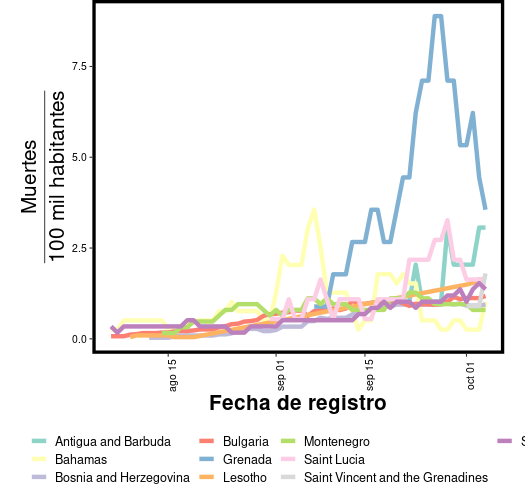 Muertes
100 mil habitantes
7.5
5.0
2.5
0.0
ago 15
sep 01
sep 15
oct 01
Fecha de registro
Antigua and Barbuda
Bulgaria
Montenegro
Bahamas
Grenada
Saint Lucia
Bosnia and Herzegovina
Lesotho
Saint Vincent and the Grenadines